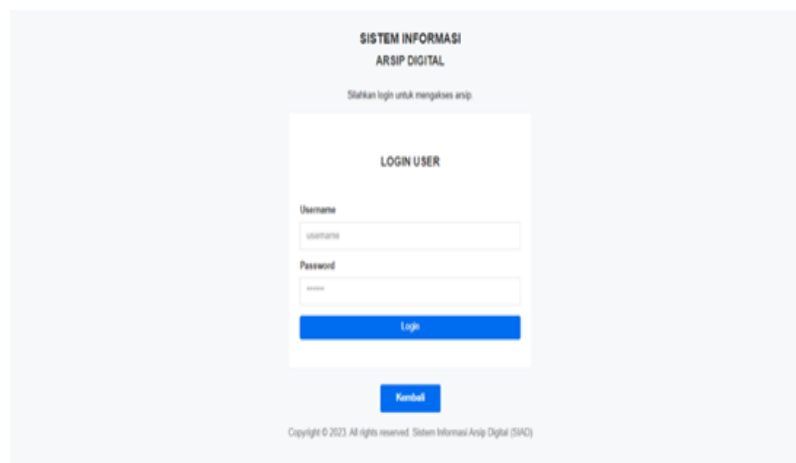 SISTEM INFORMASI
ARSIP DIGITAL
Silahkan login untuk mengakses arsip.
LOGIN USER
Username
username
Password
••••••
Login
Kembali
Copyright © 2023. All rights reserved. Sistem Informasi Arsip Digital (SIAD)